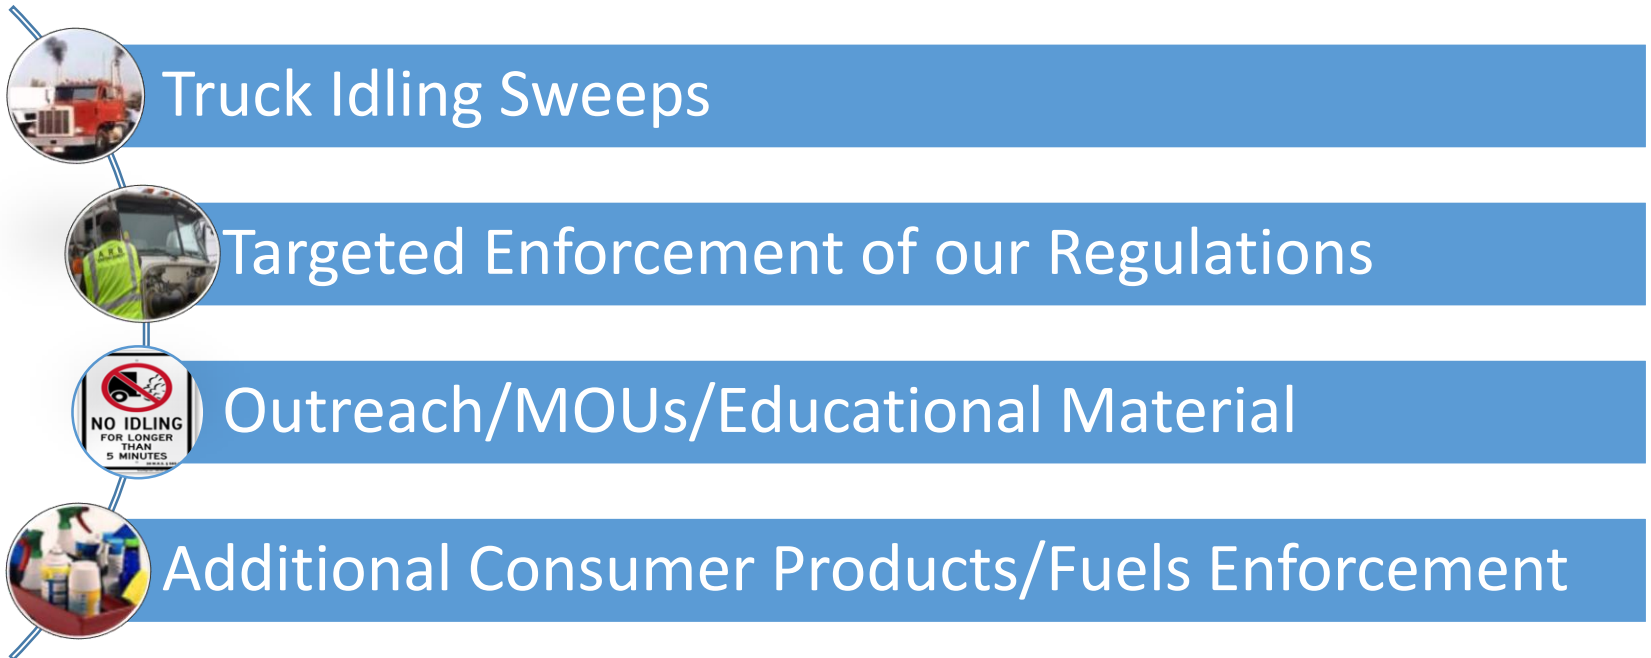 Truck Idling Sweeps
Targeted Enforcement of our Regulations
NO IDLING
FOR LONGER
THAN
5 MINUTES
Outreach/MOUs/Educational Material
Additional Consumer Products/Fuels Enforcement